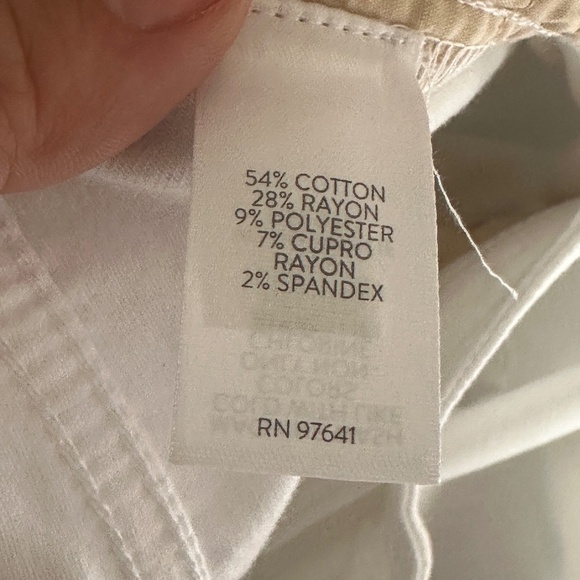 54% COTTON
28% RAYON
9% POLYESTER
7% CUPRO
RAYON
2% SPANDEX
RN 97641